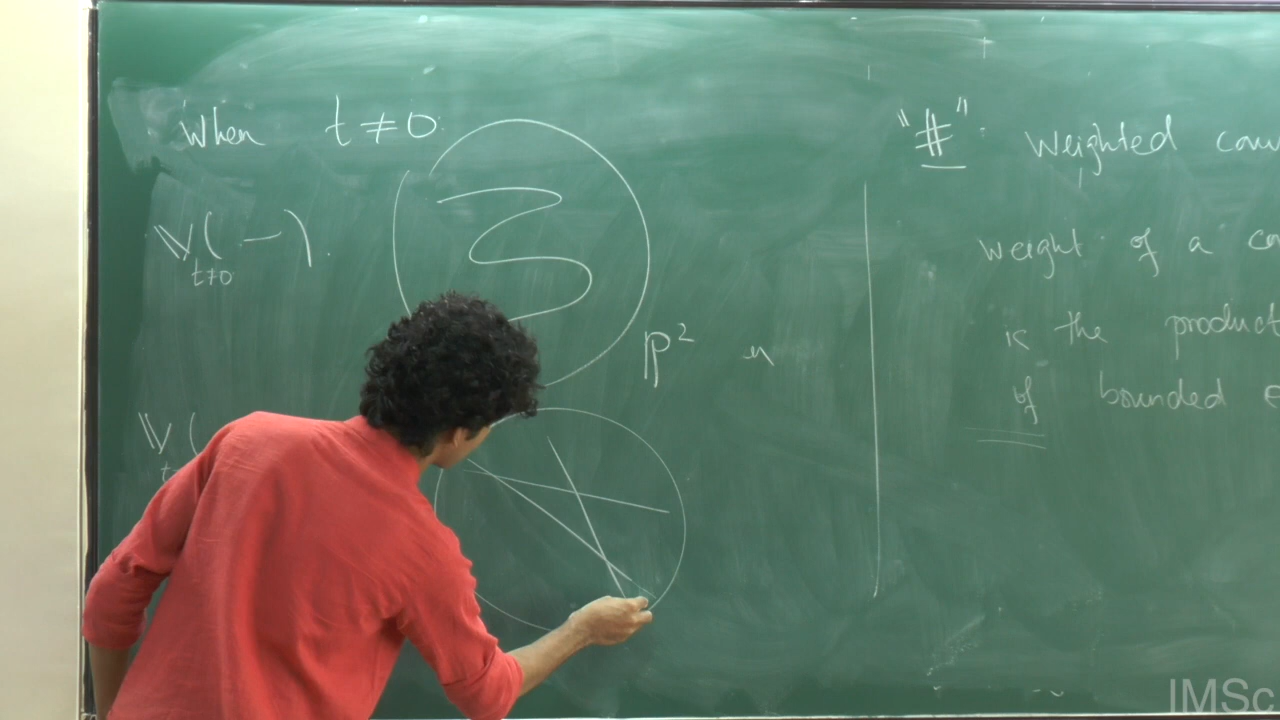 When t ≠ 0.
𝕍( – ).
t≠0
ℙ²
𝕍(
"#": Weighted
weight of a
is the product
of bounded
IMSc